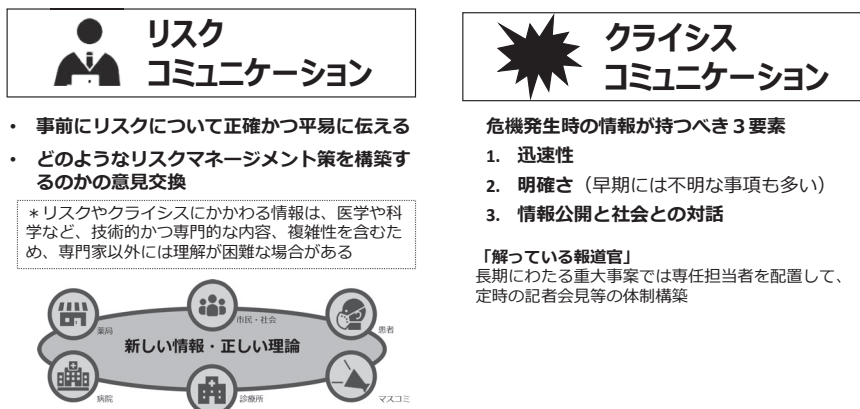 リスク
コミュニケーション
• 事前にリスクについて正確かつ平易に伝える
• どのようなリスクマネージメント策を構築す
るのかの意見交換
＊リスクやクライシスにかかわる情報は、医学や科
学など、技術的かつ専門的な内容、複雑性を含むた
め、専門家以外には理解が困難な場合がある
薬局
市民・社会
患者
新しい情報・正しい理論
病院
診療所
マスコミ
クライシス
コミュニケーション
危機発生時の情報が持つべき３要素
1. 迅速性
2. 明確さ（早期には不明な事項も多い）
3. 情報公開と社会との対話
「解っている報道官」
長期にわたる重大事案では専任担当者を配置して、
定時の記者会見等の体制構築